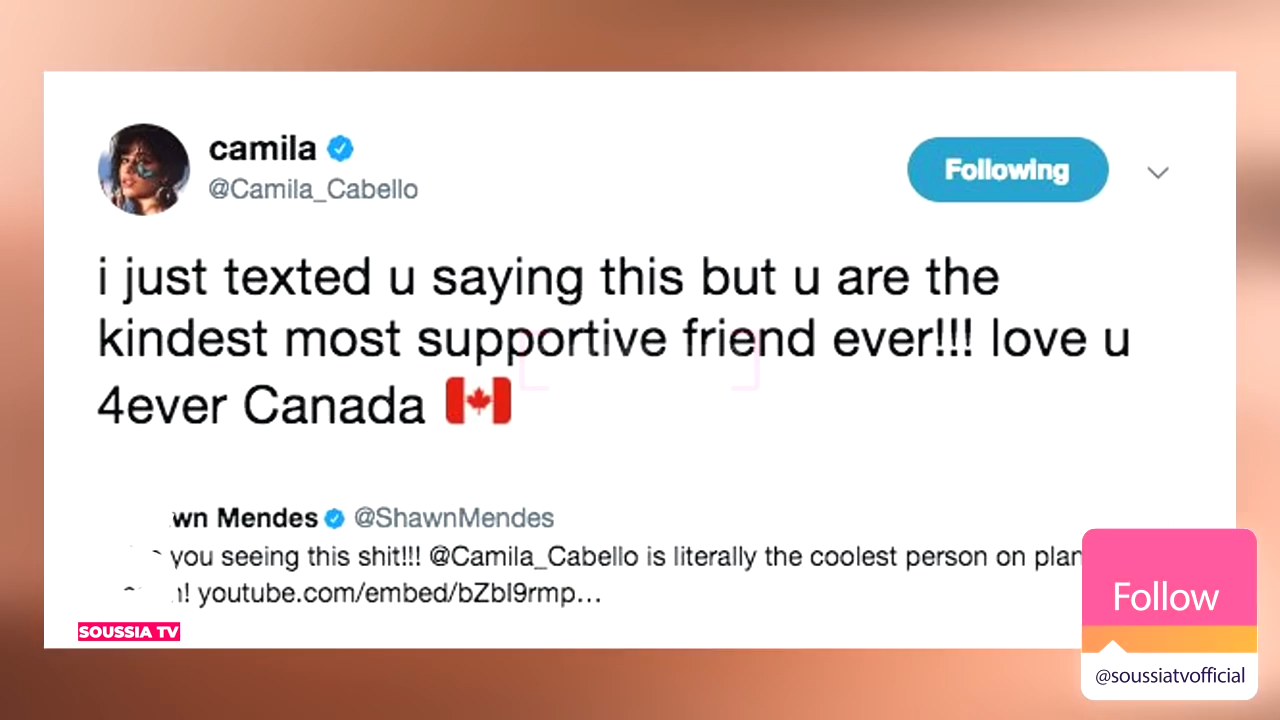 camila
@Camila_Cabello
Following
i just texted u saying this but u are the
kindest most supportive friend ever!!! love u
4ever Canada 🇨🇦
wn Mendes @ShawnMendes
you seeing this shit!!! @Camila_Cabello is literally the coolest person on plan
! youtube.com/embed/bZbI9rmp...
SOUSSIA TV
Follow
@soussiatvofficial